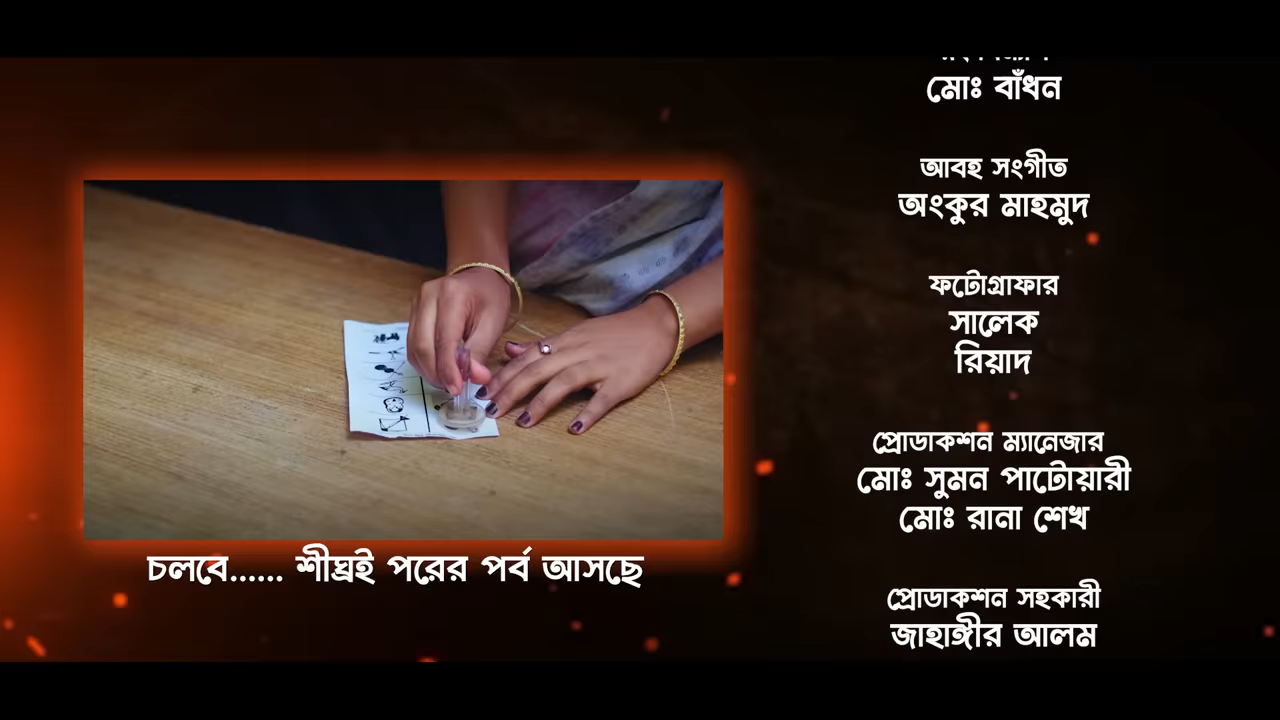 মোঃ বাঁধন
আবহ সংগীত
অংকুর মাহমুদ
ফটোগ্রাফার
সালেক
রিয়াদ
প্রোডাকশন ম্যানেজার
মোঃ সুমন পাটোয়ারী
মোঃ রানা শেখ
প্রোডাকশন সহকারী
জাহাঙ্গীর আলম
চলবে...... শীঘ্রই পরের পর্ব আসছে